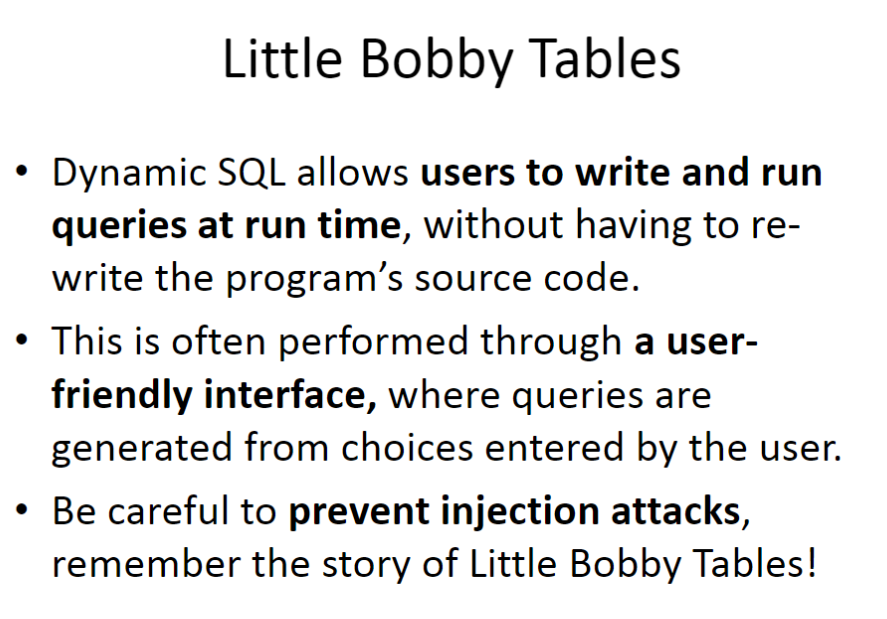 Little Bobby Tables
• Dynamic SQL allows users to write and run
queries at run time, without having to re-
write the program’s source code.
• This is often performed through a user-
friendly interface, where queries are
generated from choices entered by the user.
• Be careful to prevent injection attacks,
remember the story of Little Bobby Tables!